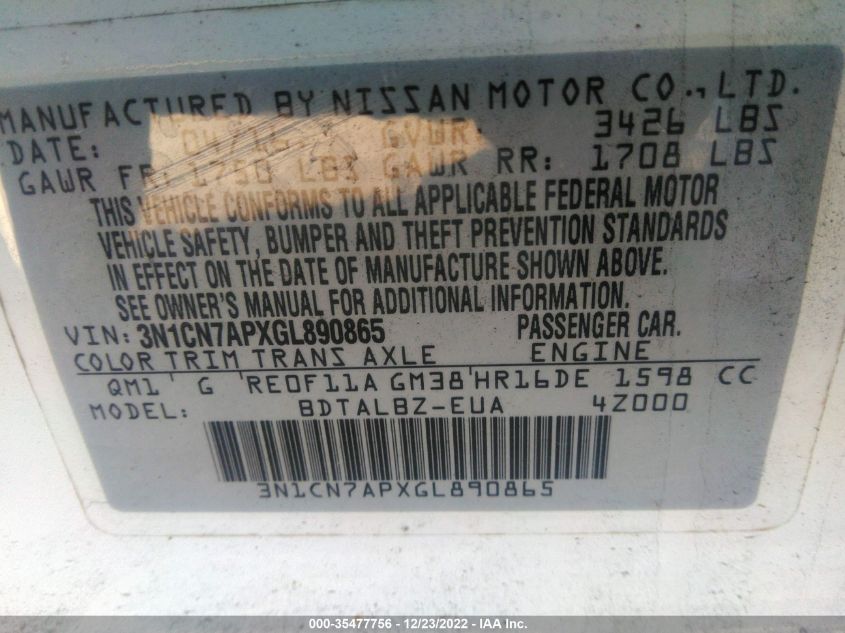 MANUFACTURED BY NISSAN MOTOR CO., LTD.
DATE: 04/16 GVWR: 3426 LBS
GAWR FR: 1750 LBS GAWR RR: 1708 LBS
THIS VEHICLE CONFORMS TO ALL APPLICABLE FEDERAL MOTOR
VEHICLE SAFETY, BUMPER AND THEFT PREVENTION STANDARDS
IN EFFECT ON THE DATE OF MANUFACTURE SHOWN ABOVE.
SEE OWNER'S MANUAL FOR ADDITIONAL INFORMATION.
VIN: 3N1CN7APXGL890865 PASSENGER CAR.
COLOR TRIM TRANS AXLE ENGINE
QM1 G RE0F11A GM38 HR16DE 1598 CC
MODEL: BDTALBZ-EUA 4Z000
3N1CN7APXGL890865
000-35477756 - 12/23/2022 - IAA Inc.